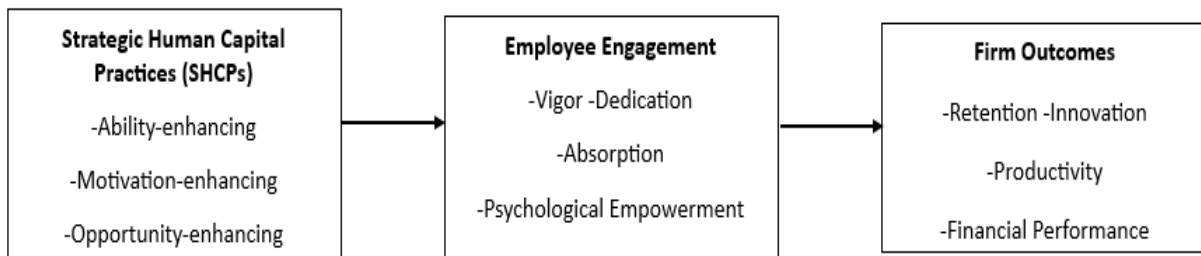 Strategic Human Capital
Practices (SHCPs)
-Ability-enhancing
-Motivation-enhancing
-Opportunity-enhancing
Employee Engagement
-Vigor -Dedication
-Absorption
-Psychological Empowerment
Firm Outcomes
-Retention -Innovation
-Productivity
-Financial Performance